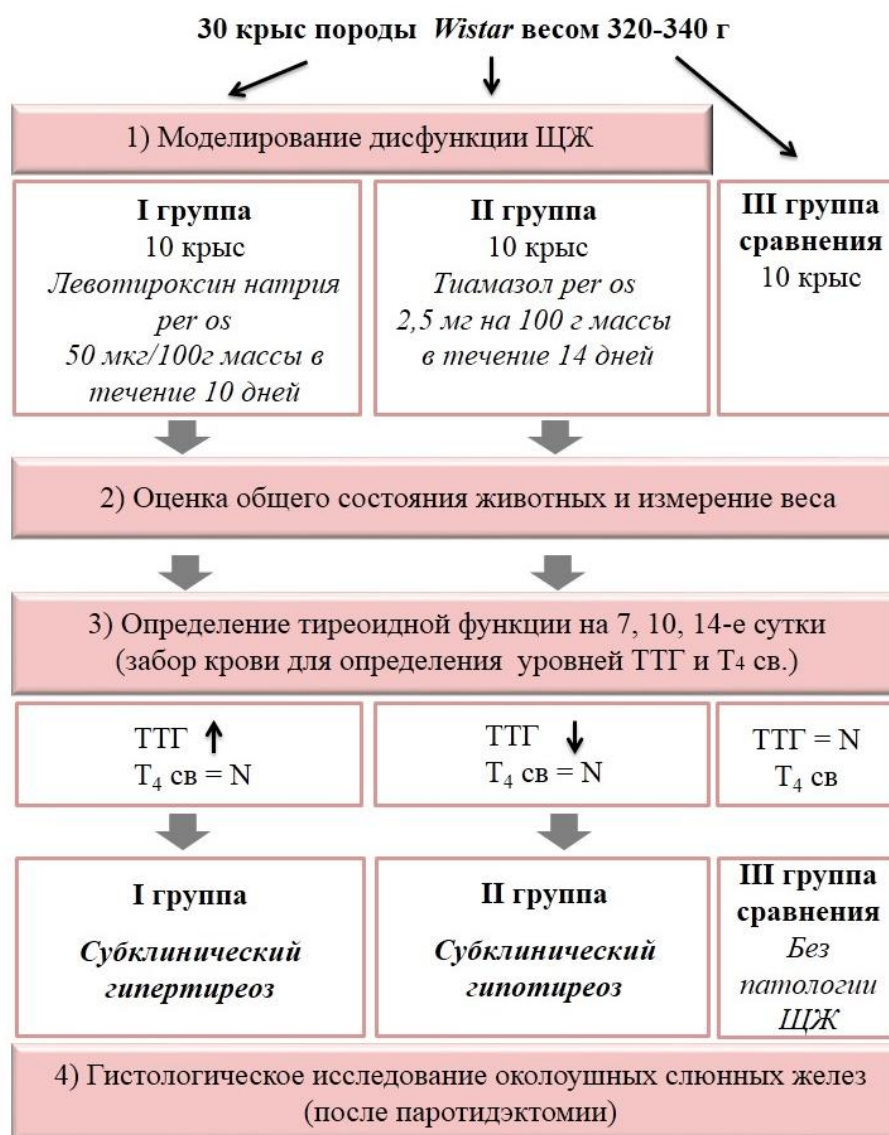 30 крыс породы Wistar весом 320-340 г
1) Моделирование дисфункции ЩЖ
I группа
10 крыс
Левотироксин натрия
per os
50 мкг/100г массы в
течение 10 дней
II группа
10 крыс
Тиамазол per os
2,5 мг на 100 г массы
в течение 14 дней
III группа
сравнения
10 крыс
2) Оценка общего состояния животных и измерение веса
3) Определение тиреоидной функции на 7, 10, 14-е сутки
(забор крови для определения уровней ТТГ и Т4 св.)
ТТГ ↑
Т₄ св = N
ТТГ ↓
Т₄ св = N
ТТГ = N
Т₄ св
I группа
Субклинический
гипертиреоз
II группа
Субклинический
гипотиреоз
III группа
сравнения
Без
патологии
ЩЖ
4) Гистологическое исследование околоушных слюнных желез
(после паротидэктомии)